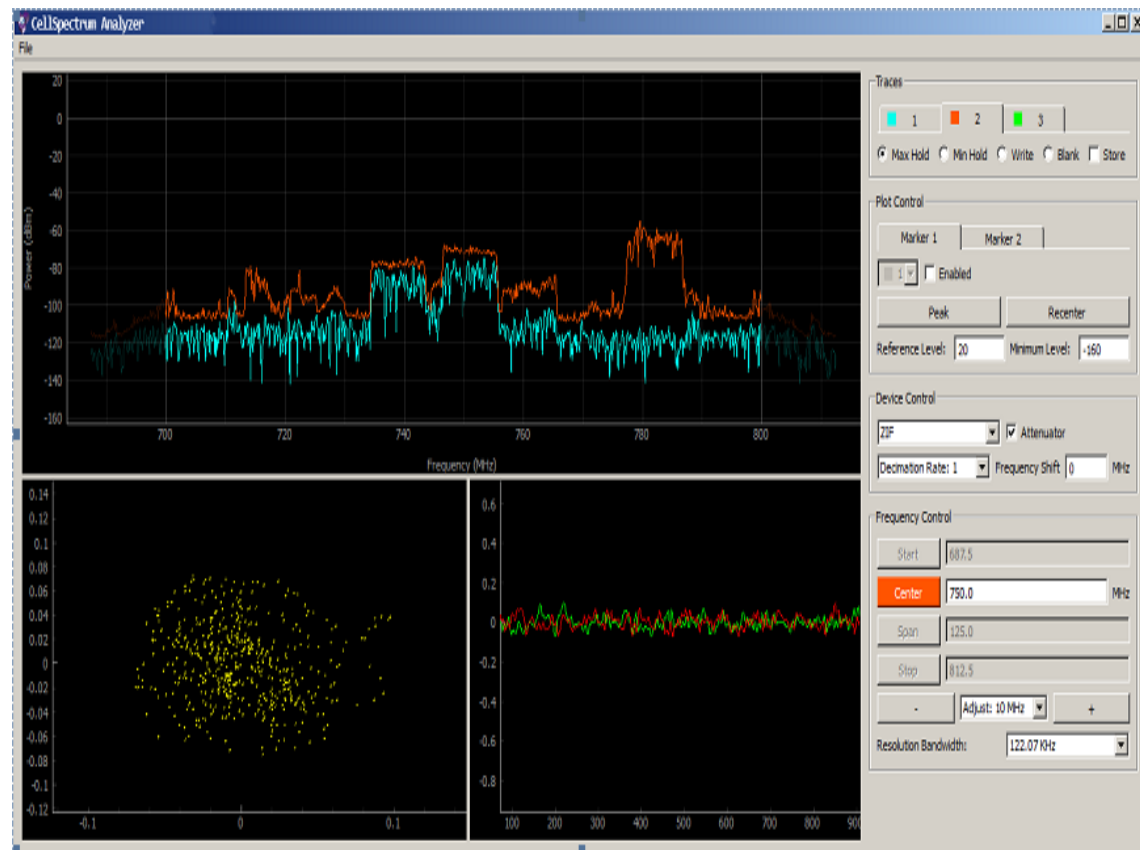 CellSpectrum Analyzer
File
20
0
-20
-40
-60
-80
-100
-120
-140
-160
Power (dBm)
700 720 740 760 780 800
Frequency (MHz)
0.14
0.12
0.1
0.08
0.06
0.04
0.02
0
-0.02
-0.04
-0.06
-0.08
-0.1
-0.12
-0.1 0 0.1
0.6
0.4
0.2
0
-0.2
-0.4
-0.6
-0.8
100 200 300 400 500 600 700 800 900
Traces
1 2 3
Max Hold Min Hold Write Blank Store
Plot Control
Marker 1 Marker 2
1 Enabled
Peak Recenter
Reference Level: 20 Minimum Level: -160
Device Control
ZIF Attenuator
Decimation Rate: 1 Frequency Shift 0 MHz
Frequency Control
Start 687.5
Center 750.0 MHz
Span 125.0
Stop 812.5
- Adjust: 10 MHz +
Resolution Bandwidth: 122.07 KHz